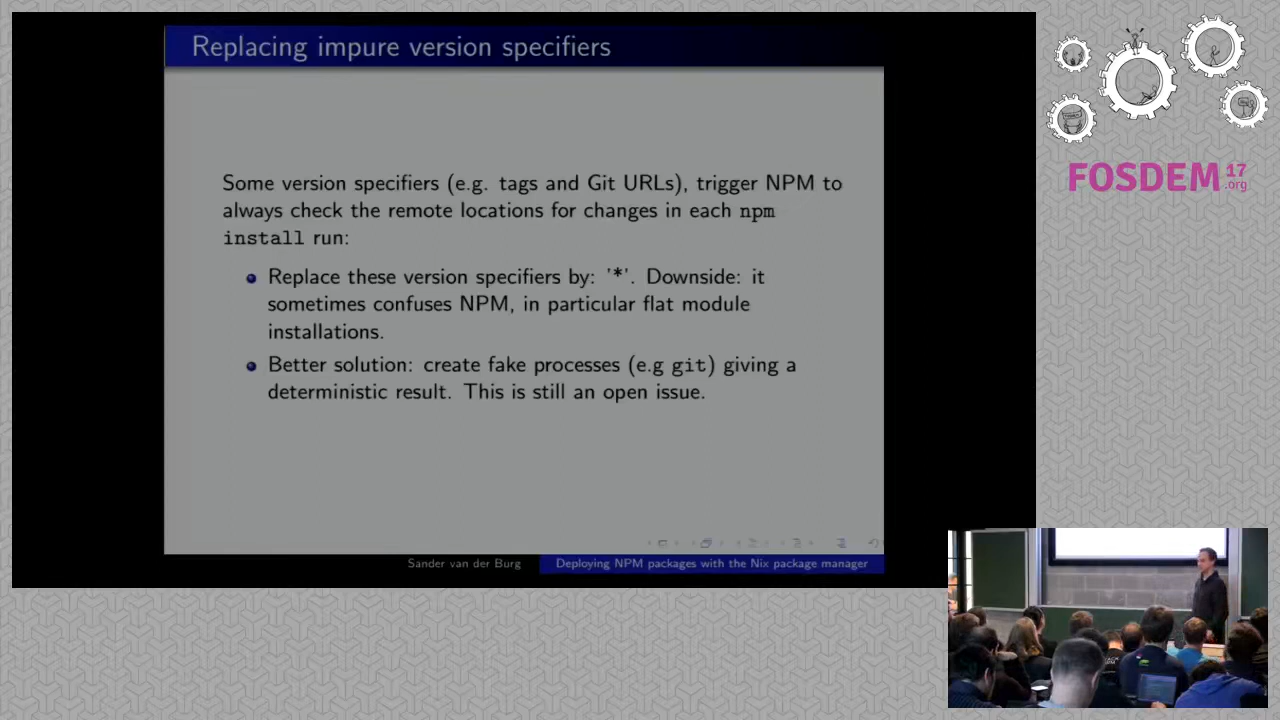 Replacing impure version specifiers
Some version specifiers (e.g. tags and Git URLs), trigger NPM to
always check the remote locations for changes in each npm
install run:
Replace these version specifiers by: '*'. Downside: it
sometimes confuses NPM, in particular flat module
installations.
Better solution: create fake processes (e.g git) giving a
deterministic result. This is still an open issue.
Sander van der Burg
Deploying NPM packages with the Nix package manager
FOSDEM 17
.org